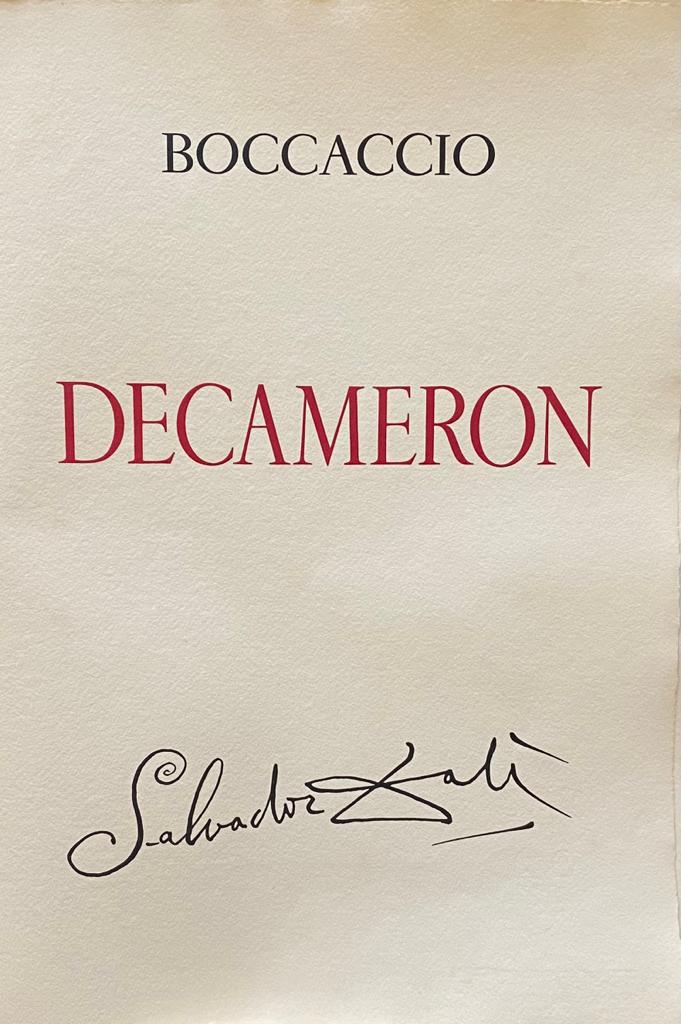 BOCCACCIO
DECAMERON
Salvador Dalí